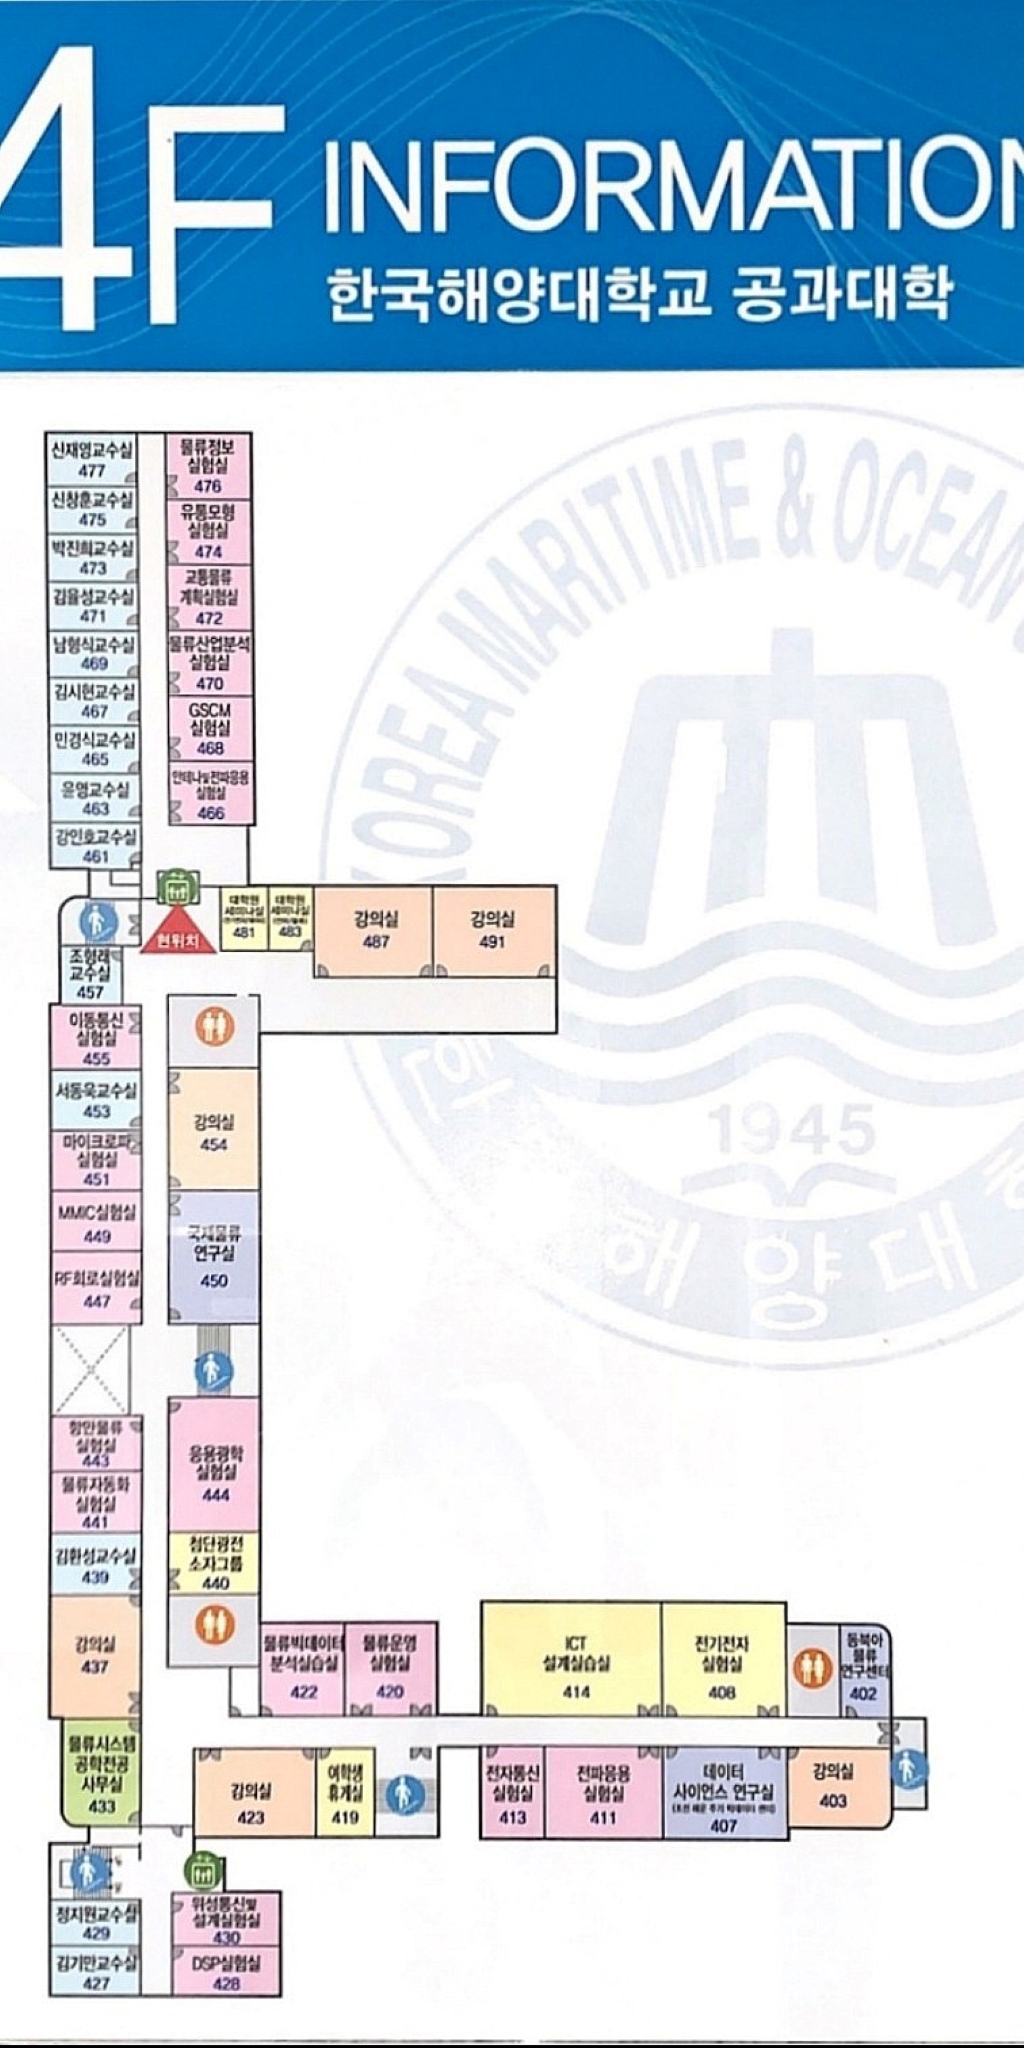 4F
INFORMATION
한국해양대학교 공과대학
신재영교수실
477
물류정보
실험실
476
신창훈교수실
475
유통모형
실험실
474
박진희교수실
473
교통물류
계획실험실
472
김율성교수실
471
남형식교수실
469
물류산업분석
실험실
470
김시현교수실
467
GSCM
실험실
468
민경식교수실
465
윤영교수실
463
안테나및전파응용
실험실
466
강인호교수실
461
현위치
대학원
세미나실
481
대학원
세미나실
483
강의실
487
강의실
491
조형래
교수실
457
이동통신
실험실
455
서동욱교수실
453
강의실
454
마이크로파
실험실
451
MMIC실험실
449
국제물류
연구실
450
RF회로실험실
447
항만물류
실험실
443
응용광학
실험실
444
물류자동화
실험실
441
김환성교수실
439
첨단광전
소자그룹
440
강의실
437
물류빅데이터
분석실습실
422
물류운영
실험실
420
ICT
설계실습실
414
전기전자
실험실
408
동북아
물류
연구센터
402
물류시스템
공학전공
사무실
433
강의실
423
여학생
휴게실
419
전자통신
실험실
413
전파응용
실험실
411
데이터
사이언스 연구실
407
강의실
403
정지원교수실
429
위성통신및
설계실험실
430
김기만교수실
427
DSP실험실
428
KOREA MARITIME & OCEAN
1945
해양대